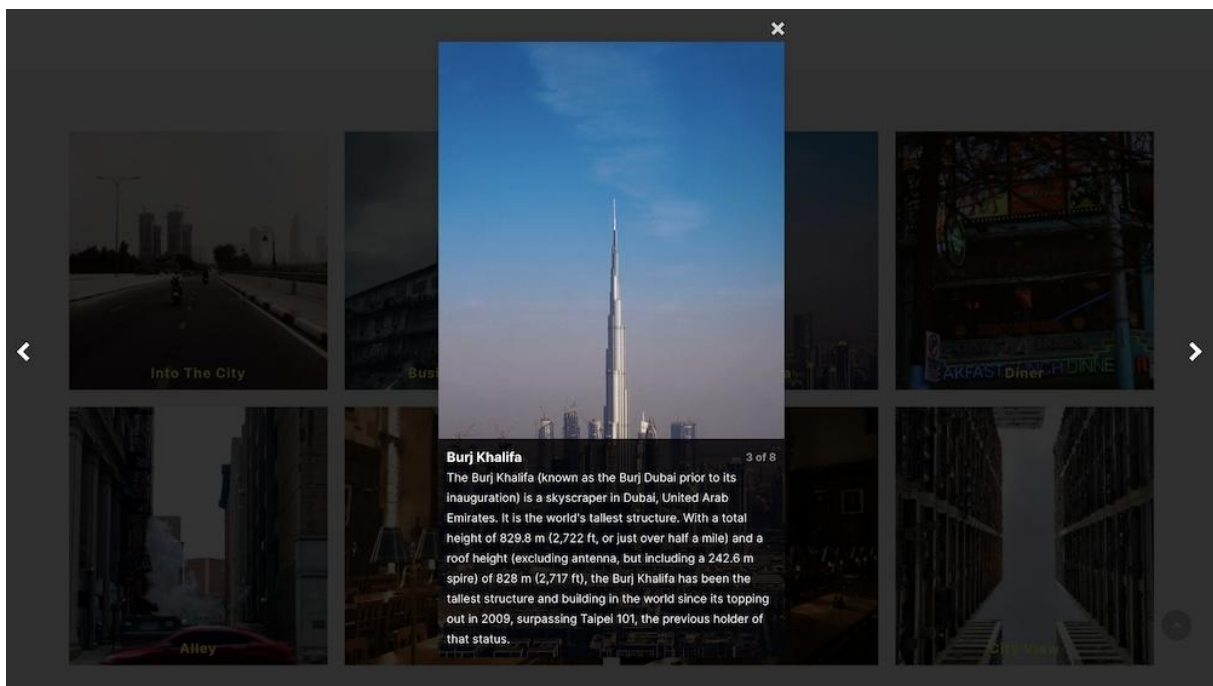 Burj Khalifa
3 of 8
The Burj Khalifa (known as the Burj Dubai prior to its
inauguration) is a skyscraper in Dubai, United Arab
Emirates. It is the world's tallest structure. With a total
height of 829.8 m (2,722 ft, or just over half a mile) and a
roof height (excluding antenna, but including a 242.6 m
spire) of 828 m (2,717 ft), the Burj Khalifa has been the
tallest structure and building in the world since its topping
out in 2009, surpassing Taipei 101, the previous holder of
that status.
Into The City
Diner
Alley
City View